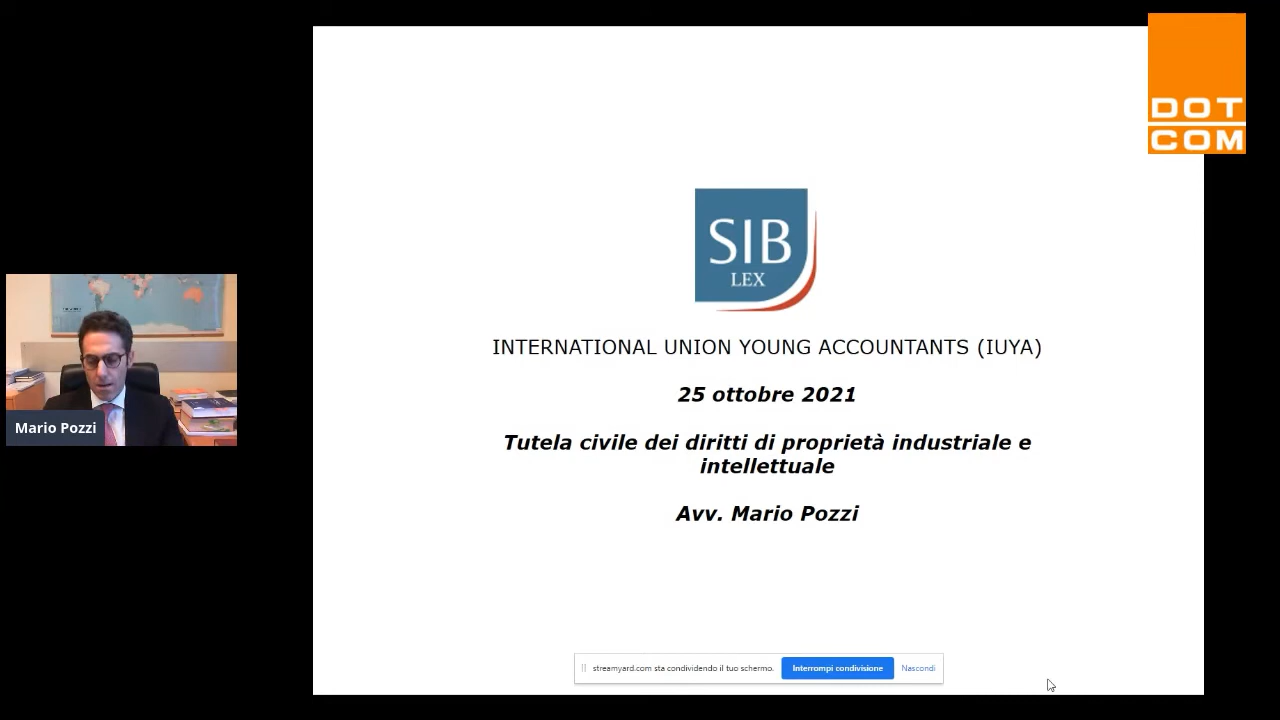 DOT
COM
SIB
LEX
INTERNATIONAL UNION YOUNG ACCOUNTANTS (IUYA)
25 ottobre 2021
Tutela civile dei diritti di proprietà industriale e
intellettuale
Avv. Mario Pozzi
Mario Pozzi
streamyard.com sta condividendo il tuo schermo.
Interrompi condivisione
Nascondi